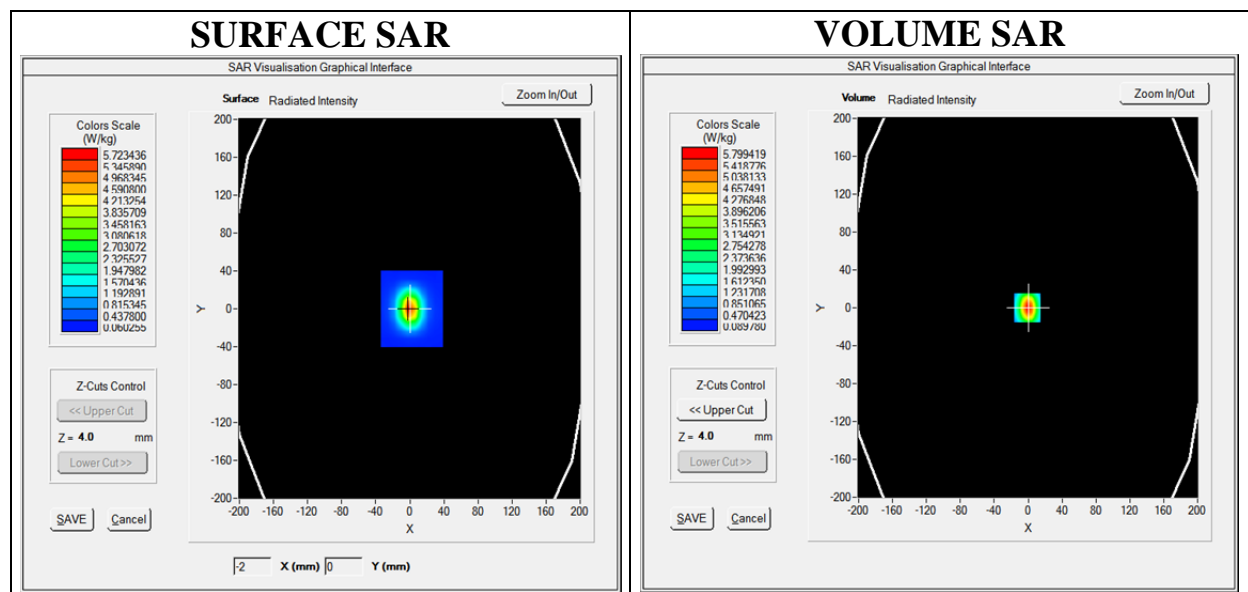 SURFACE SAR
SAR Visualisation Graphical Interface
Surface Radiated Intensity
Zoom In/Out
Colors Scale
(W/kg)
5.723436
5.345890
4.968345
4.590800
4.213254
3.835709
3.458163
3.080618
2.703072
2.325527
1.947982
1.570436
1.192891
0.815345
0.437800
0.060255
Z-Cuts Control
<< Upper Cut
Z = 4.0 mm
Lower Cut >>
SAVE Cancel
200
160
120
80
40
0
-40
-80
-120
-160
-200
Y
-200 -160 -120 -80 -40 0 40 80 120 160 200
X
-2 X (mm) 0 Y (mm)
VOLUME SAR
SAR Visualisation Graphical Interface
Volume Radiated Intensity
Zoom In/Out
Colors Scale
(W/kg)
5.799419
5.418776
5.038133
4.657491
4.276848
3.896206
3.515563
3.134921
2.754278
2.373636
1.992993
1.612350
1.231708
0.851065
0.470423
0.089780
Z-Cuts Control
<< Upper Cut
Z = 4.0 mm
Lower Cut >>
SAVE Cancel
200
160
120
80
40
0
-40
-80
-120
-160
-200
Y
-200 -160 -120 -80 -40 0 40 80 120 160 200
X